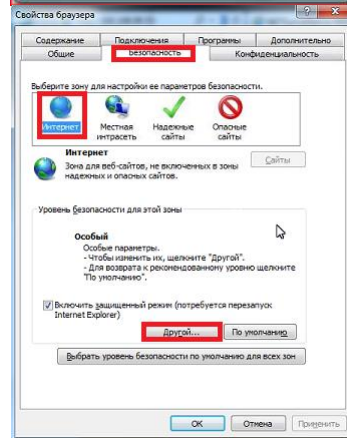 Свойства браузера
Содержание Подключения Программы Дополнительно
Общие Безопасность Конфиденциальность
Выберите зону для настройки ее параметров безопасности.
Интернет Местная интрасеть Надежные сайты Опасные сайты
Интернет
Зона для веб-сайтов, не включенных в зоны
надежных и опасных сайтов.
Сайты
Уровень безопасности для этой зоны
Особый
Особые параметры.
- Чтобы изменить их, щелкните "Другой".
- Для возврата к рекомендованному уровню щелкните
"По умолчанию".
Включить защищенный режим (потребуется перезапуск
Internet Explorer)
Другой... По умолчанию
Выбрать уровень безопасности по умолчанию для всех зон
ОК Отмена Применить